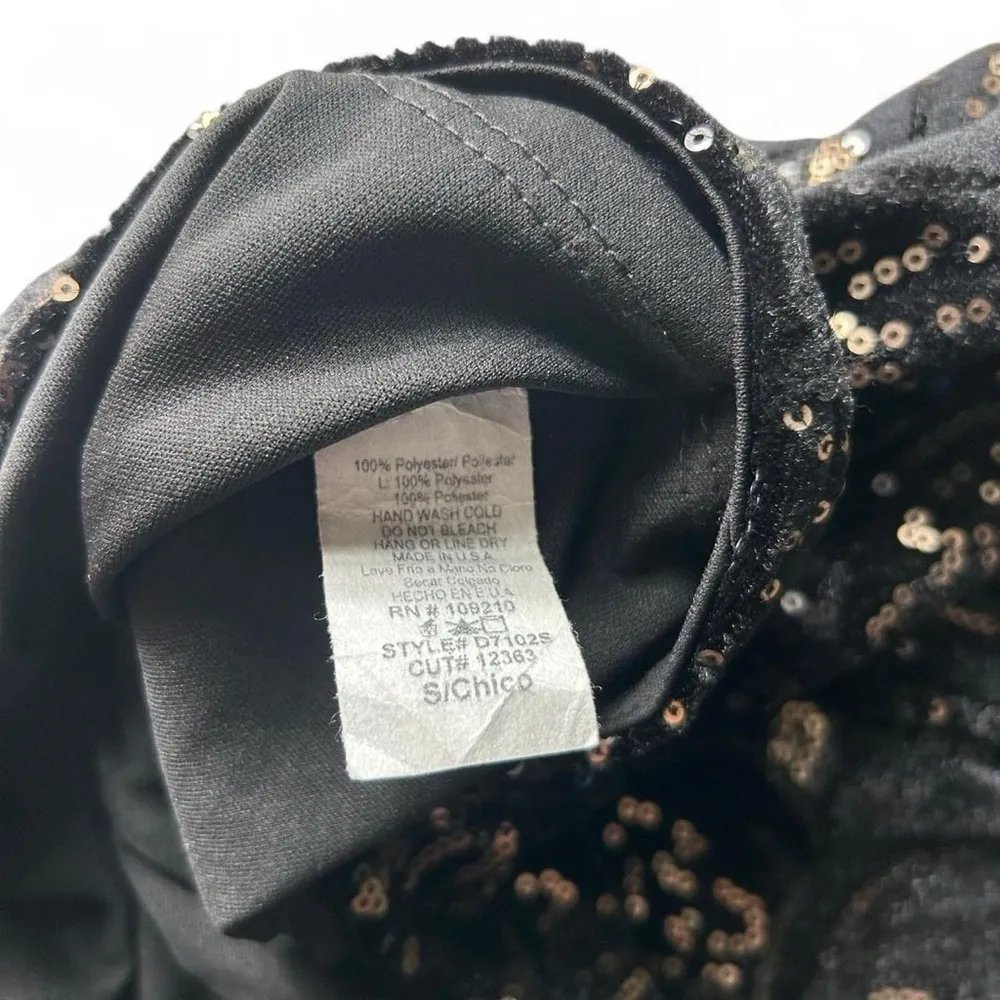 100% Polyester/ Poliester
L: 100% Polyester
100% Poliester
HAND WASH COLD
DO NOT BLEACH
HANG OR LINE DRY
MADE IN U.S.A
Lave Frio a Mano No Cloro
Secar Colgado
HECHO EN E.U.A
RN # 109210
STYLE# D7102S
CUT# 12363
S/Chico